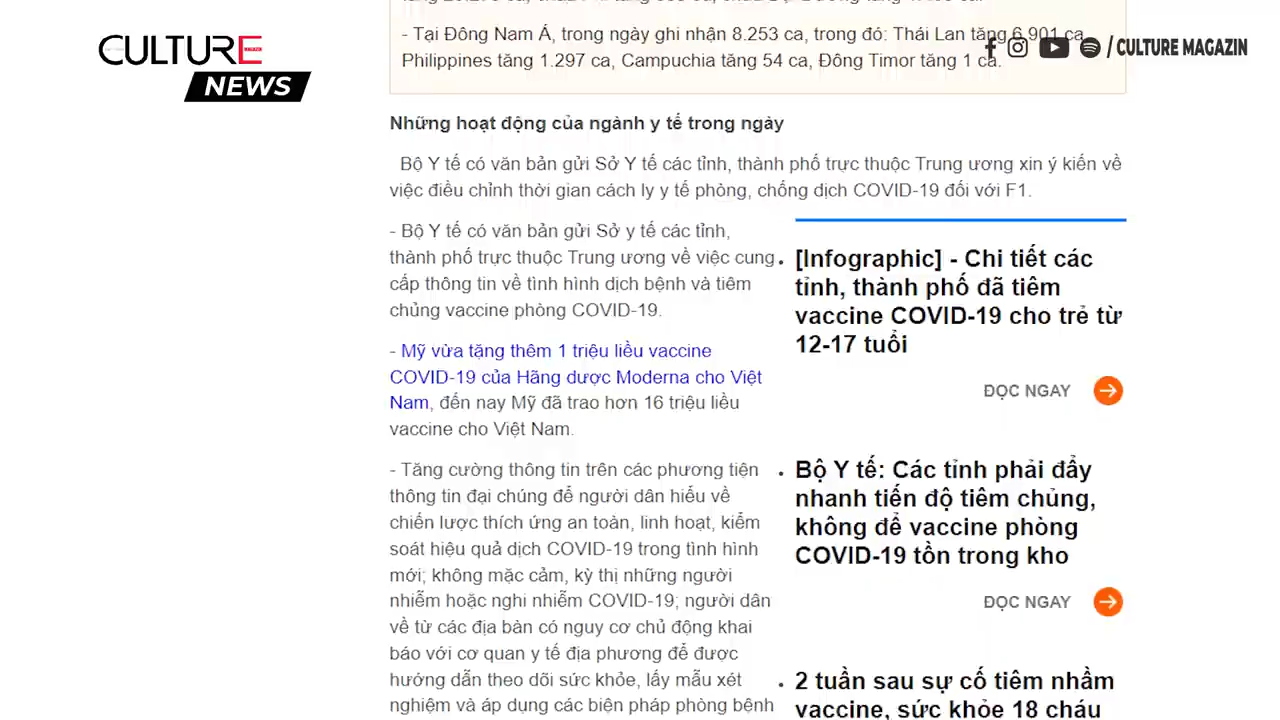 CULTURE
NEWS
/ CULTURE MAGAZIN
- Tại Đông Nam Á, trong ngày ghi nhận 8.253 ca, trong đó: Thái Lan tăng 6.901 ca,
Philippines tăng 1.297 ca, Campuchia tăng 54 ca, Đông Timor tăng 1 ca.
Những hoạt động của ngành y tế trong ngày
Bộ Y tế có văn bản gửi Sở Y tế các tỉnh, thành phố trực thuộc Trung ương xin ý kiến về
việc điều chỉnh thời gian cách ly y tế phòng, chống dịch COVID-19 đối với F1.
- Bộ Y tế có văn bản gửi Sở y tế các tỉnh,
thành phố trực thuộc Trung ương về việc cung
cấp thông tin về tình hình dịch bệnh và tiêm
chủng vaccine phòng COVID-19.
- Mỹ vừa tặng thêm 1 triệu liều vaccine
COVID-19 của Hãng dược Moderna cho Việt
Nam, đến nay Mỹ đã trao hơn 16 triệu liều
vaccine cho Việt Nam.
- Tăng cường thông tin trên các phương tiện
thông tin đại chúng để người dân hiểu về
chiến lược thích ứng an toàn, linh hoạt, kiểm
soát hiệu quả dịch COVID-19 trong tình hình
mới; không mặc cảm, kỳ thị những người
nhiễm hoặc nghi nhiễm COVID-19; người dân
về từ các địa bàn có nguy cơ chủ động khai
báo với cơ quan y tế địa phương để được
hướng dẫn theo dõi sức khỏe, lấy mẫu xét
nghiệm và áp dụng các biện pháp phòng bệnh
[Infographic] - Chi tiết các
tỉnh, thành phố đã tiêm
vaccine COVID-19 cho trẻ từ
12-17 tuổi
ĐỌC NGAY
Bộ Y tế: Các tỉnh phải đẩy
nhanh tiến độ tiêm chủng,
không để vaccine phòng
COVID-19 tồn trong kho
ĐỌC NGAY
2 tuần sau sự cố tiêm nhầm
vaccine, sức khỏe 18 cháu